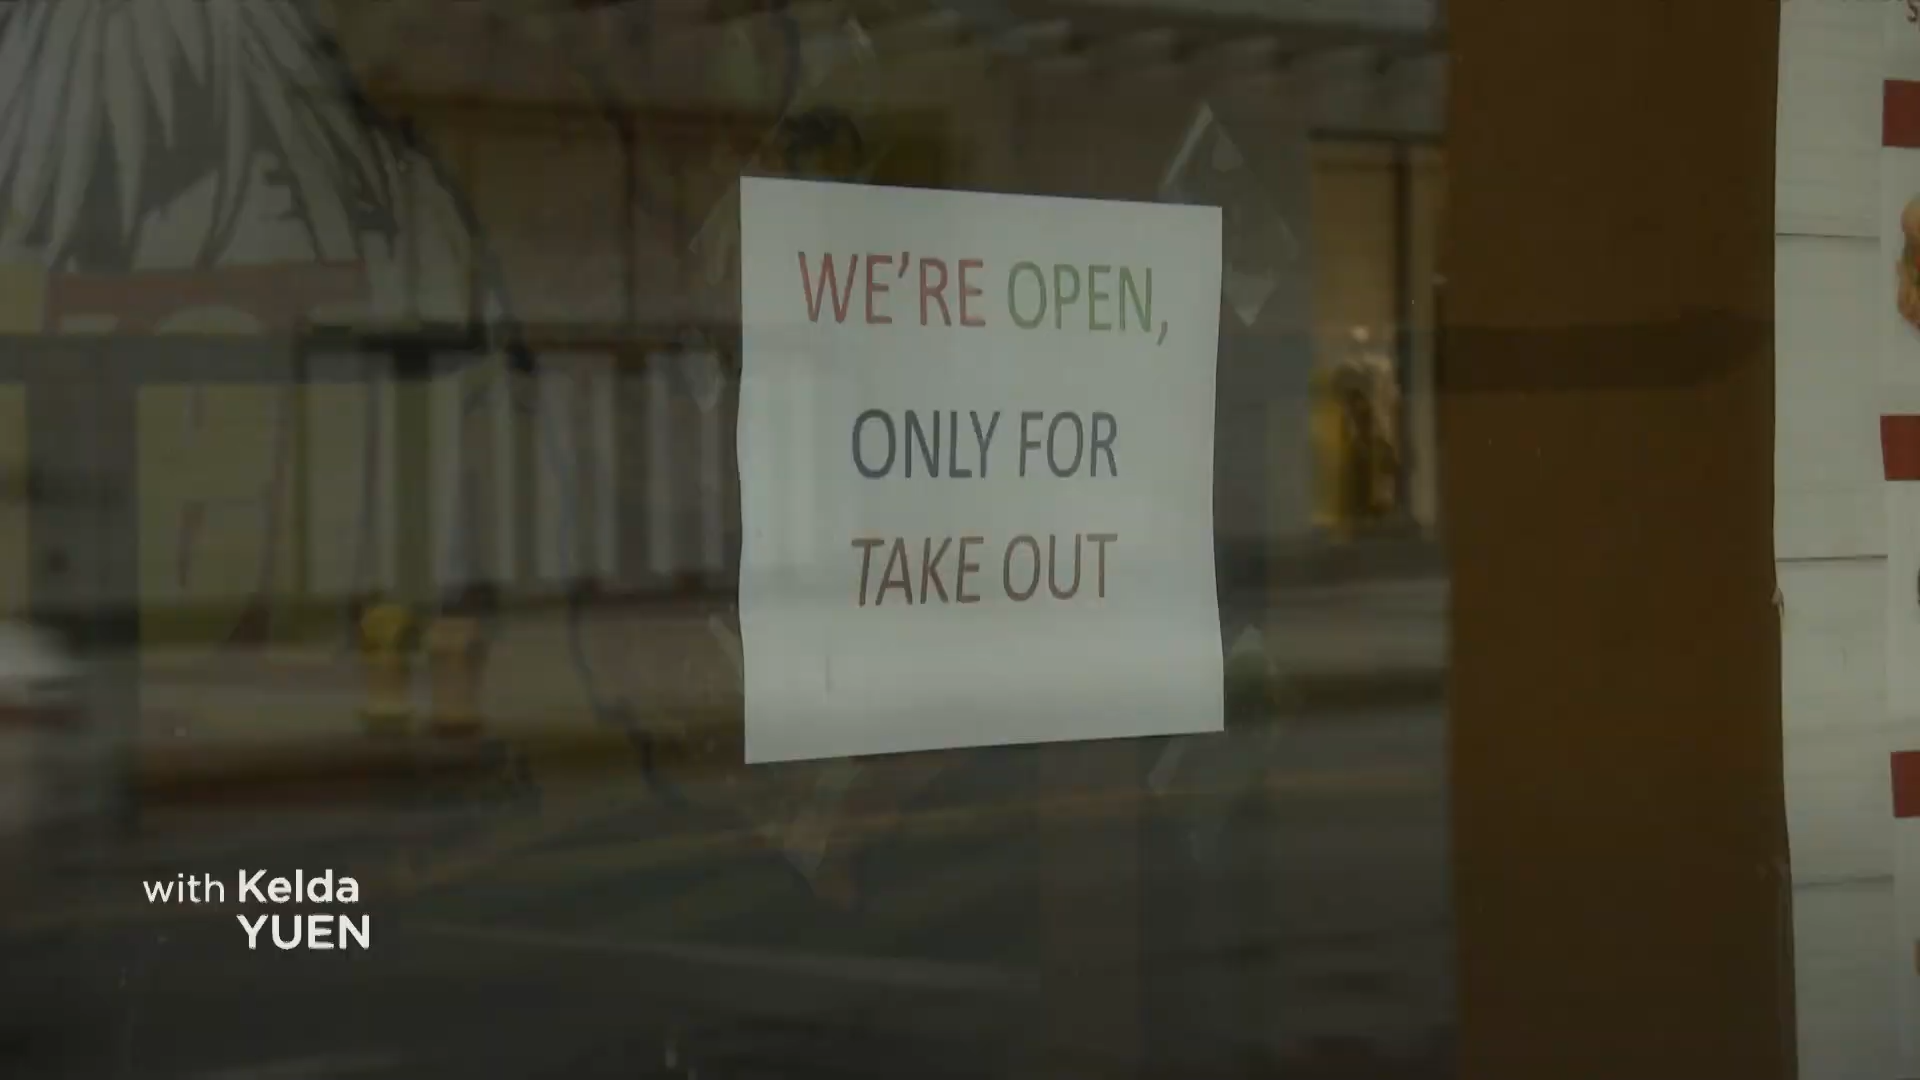 WE'RE OPEN,
ONLY FOR
TAKE OUT
with Kelda
YUEN